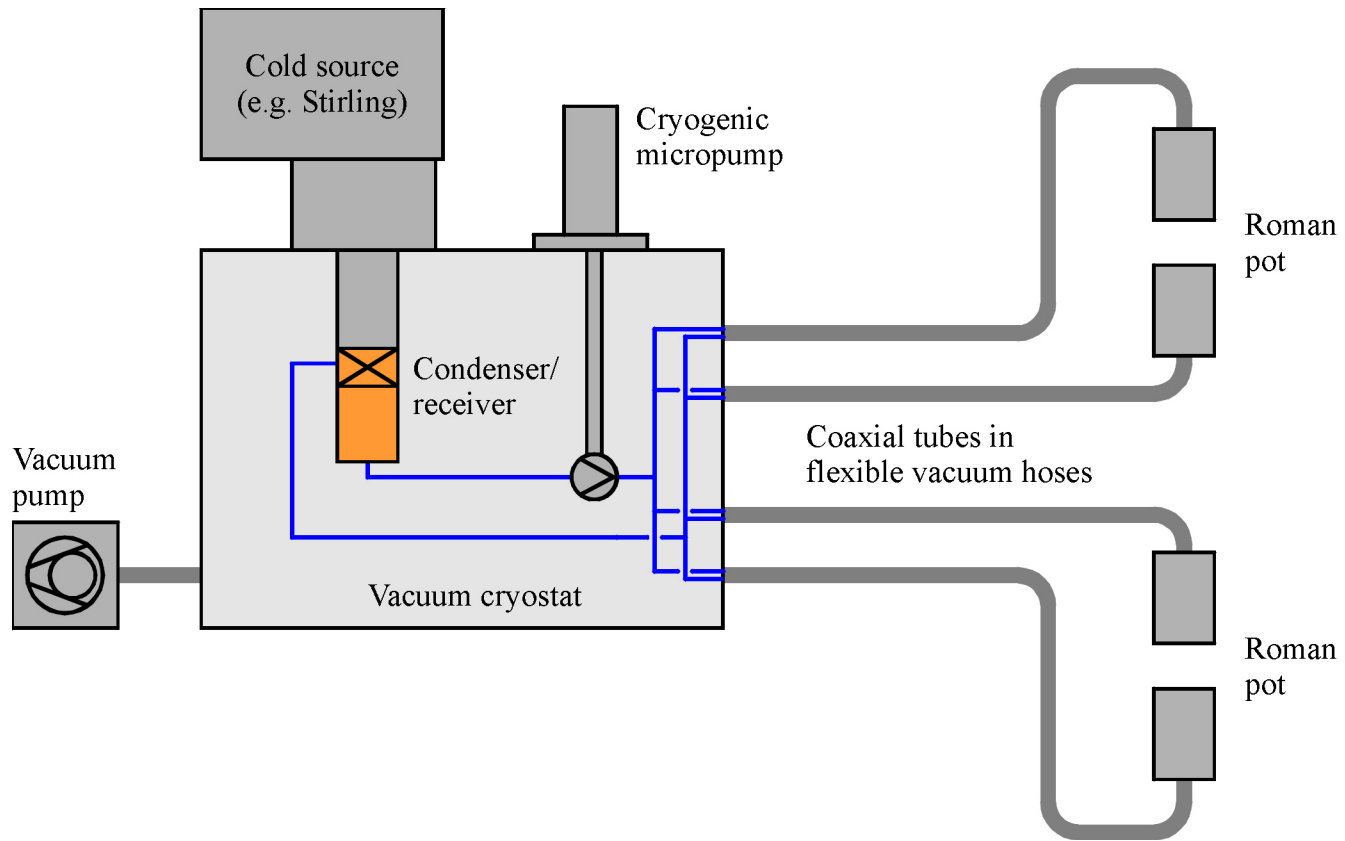 Cold source
(e.g. Stirling)
Cryogenic
micropump
Roman
pot
Condenser/
receiver
Coaxial tubes in
flexible vacuum hoses
Vacuum
pump
Vacuum cryostat
Roman
pot